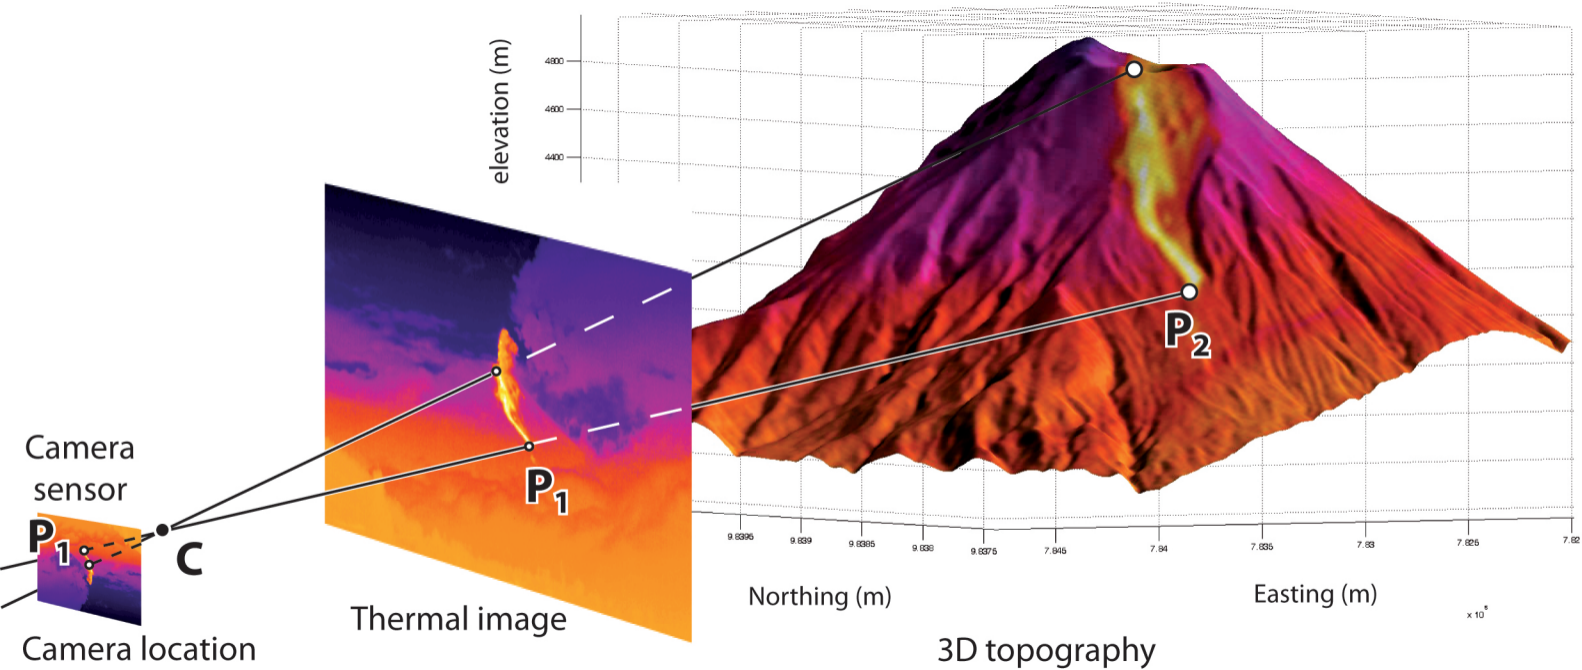 elevation (m)
4800
4600
4400
P2
Camera
sensor
P1
C
P1
9.8395
9.839
9.8385
9.838
9.8375
7.845
7.84
7.835
7.83
7.825
7.82
Northing (m)
Easting (m)
Thermal image
Camera location
3D topography